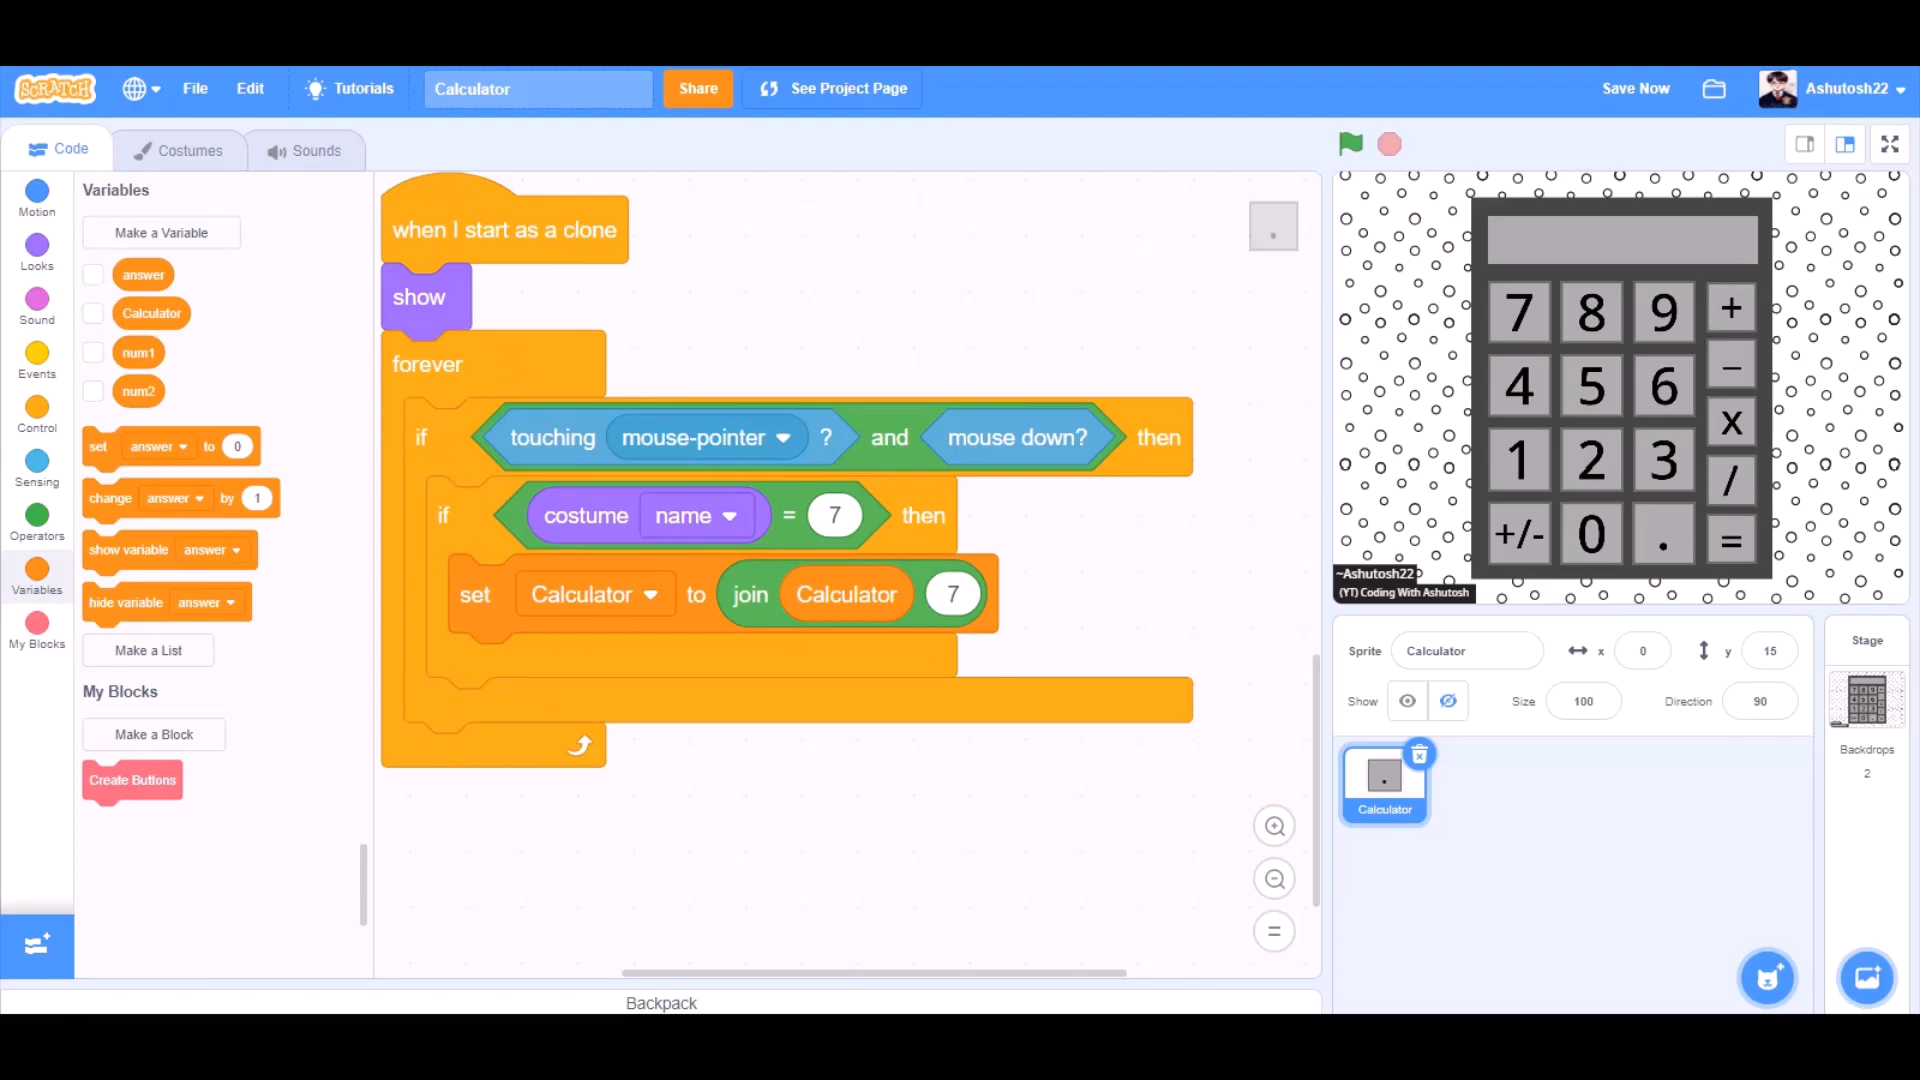 SCRATCH File Edit Tutorials Calculator Share See Project Page Save Now Ashutosh22
Code Costumes Sounds
Motion
Looks
Sound
Events
Control
Sensing
Operators
Variables
My Blocks
Variables
Make a Variable
answer
Calculator
num1
num2
set answer to 0
change answer by 1
show variable answer
hide variable answer
Make a List
My Blocks
Make a Block
Create Buttons
when I start as a clone
show
forever
if touching mouse-pointer ? and mouse down? then
if costume name = 7 then
set Calculator to join Calculator 7
.
=
Backpack
7 8 9 +
4 5 6 −
x
1 2 3 /
+/- 0 . =
~Ashutosh22
(YT) Coding With Ashutosh
Sprite Calculator x 0 y 15
Show Size 100 Direction 90
.
Calculator
Stage
Backdrops
2